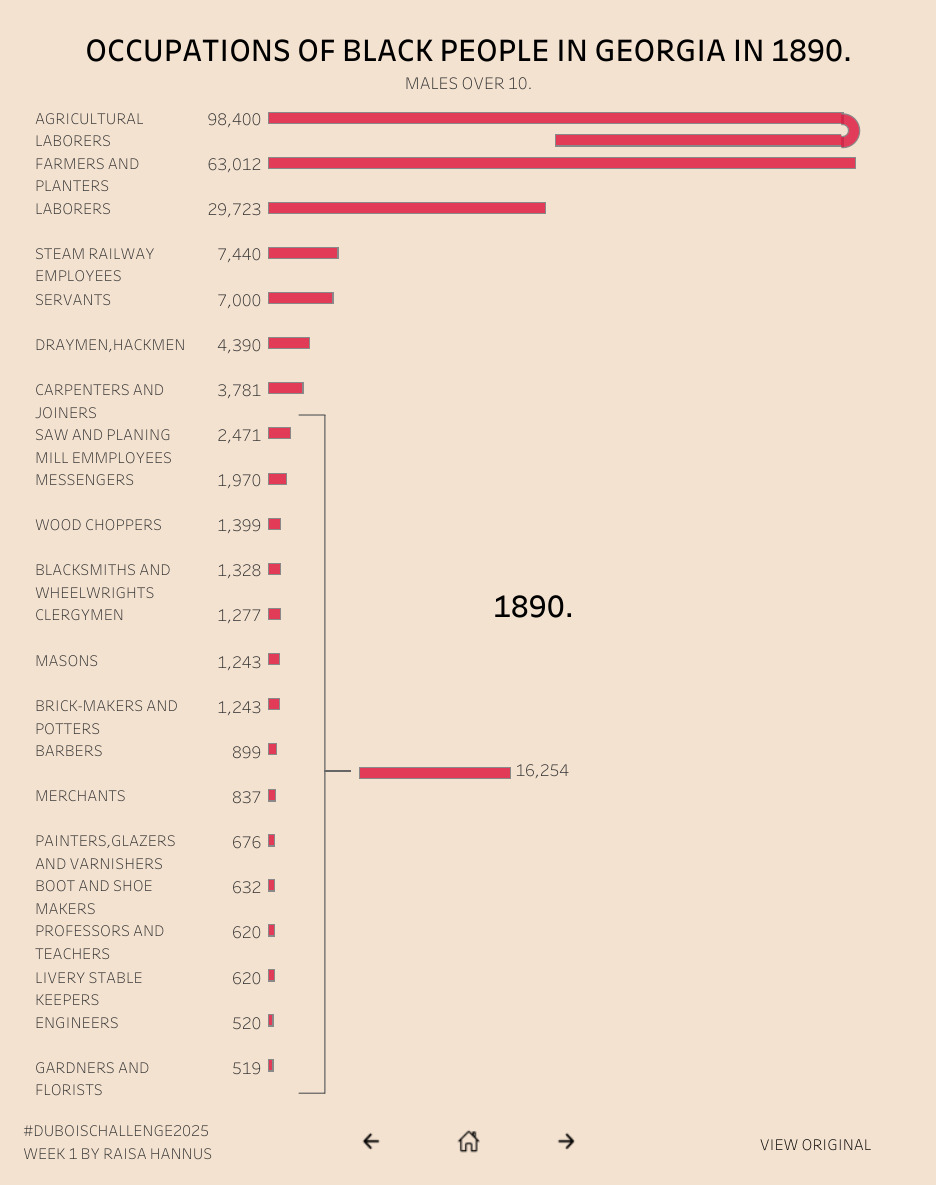 OCCUPATIONS OF BLACK PEOPLE IN GEORGIA IN 1890.
MALES OVER 10.
AGRICULTURAL 98,400
LABORERS
FARMERS AND 63,012
PLANTERS
LABORERS 29,723
STEAM RAILWAY 7,440
EMPLOYEES
SERVANTS 7,000
DRAYMEN,HACKMEN 4,390
CARPENTERS AND 3,781
JOINERS
SAW AND PLANING 2,471
MILL EMMPLOYEES
MESSENGERS 1,970
WOOD CHOPPERS 1,399
BLACKSMITHS AND 1,328
WHEELWRIGHTS
1890.
CLERGYMEN 1,277
MASONS 1,243
BRICK-MAKERS AND 1,243
POTTERS
BARBERS 899
16,254
MERCHANTS 837
PAINTERS,GLAZERS 676
AND VARNISHERS
BOOT AND SHOE 632
MAKERS
PROFESSORS AND 620
TEACHERS
LIVERY STABLE 620
KEEPERS
ENGINEERS 520
GARDNERS AND 519
FLORISTS
#DUBOISCHALLENGE2025
WEEK 1 BY RAISA HANNUS
VIEW ORIGINAL